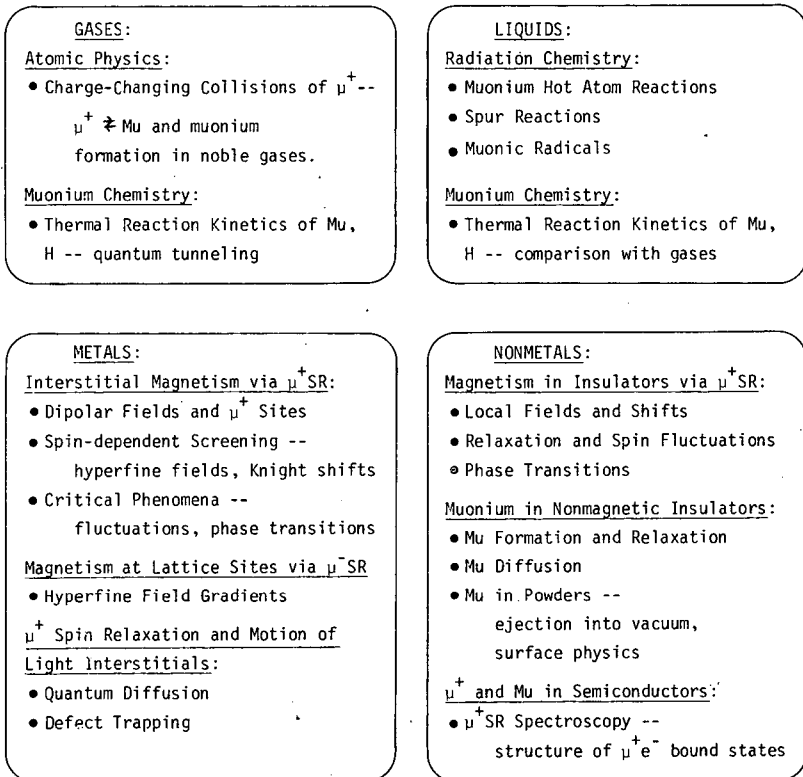 GASES:
Atomic Physics:
• Charge-Changing Collisions of μ⁺--
μ⁺ ⇄ Mu and muonium
formation in noble gases.
Muonium Chemistry:
• Thermal Reaction Kinetics of Mu,
H -- quantum tunneling
LIQUIDS:
Radiation Chemistry:
• Muonium Hot Atom Reactions
• Spur Reactions
• Muonic Radicals
Muonium Chemistry:
• Thermal Reaction Kinetics of Mu,
H -- comparison with gases
METALS:
Interstitial Magnetism via μ⁺SR:
• Dipolar Fields and μ⁺ Sites
• Spin-dependent Screening --
hyperfine fields, Knight shifts
• Critical Phenomena --
fluctuations, phase transitions
Magnetism at Lattice Sites via μ⁻SR
• Hyperfine Field Gradients
μ⁺ Spin Relaxation and Motion of
Light Interstitials:
• Quantum Diffusion
• Defect Trapping
NONMETALS:
Magnetism in Insulators via μ⁺SR:
• Local Fields and Shifts
• Relaxation and Spin Fluctuations
• Phase Transitions
Muonium in Nonmagnetic Insulators:
• Mu Formation and Relaxation
• Mu Diffusion
• Mu in Powders --
ejection into vacuum,
surface physics
μ⁺ and Mu in Semiconductors:
• μ⁺SR Spectroscopy --
structure of μ⁺e⁻ bound states